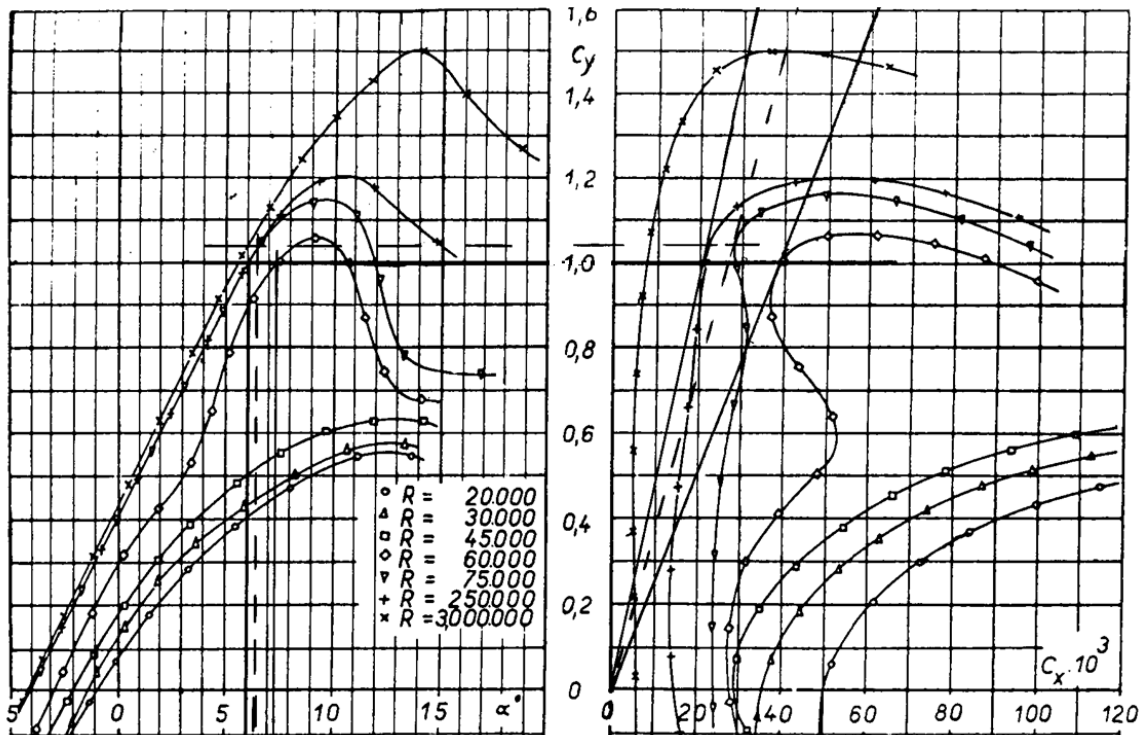 1,6
Cy
1,4
1,2
1,0
0,8
0,6
0,4
0,2
0
R = 20.000
R = 30.000
R = 45.000
R = 60.000
R = 75.000
R = 250.000
R = 3,000.000
5 0 5 10 15 α°
Cₓ.10³
0 20 40 60 80 100 120